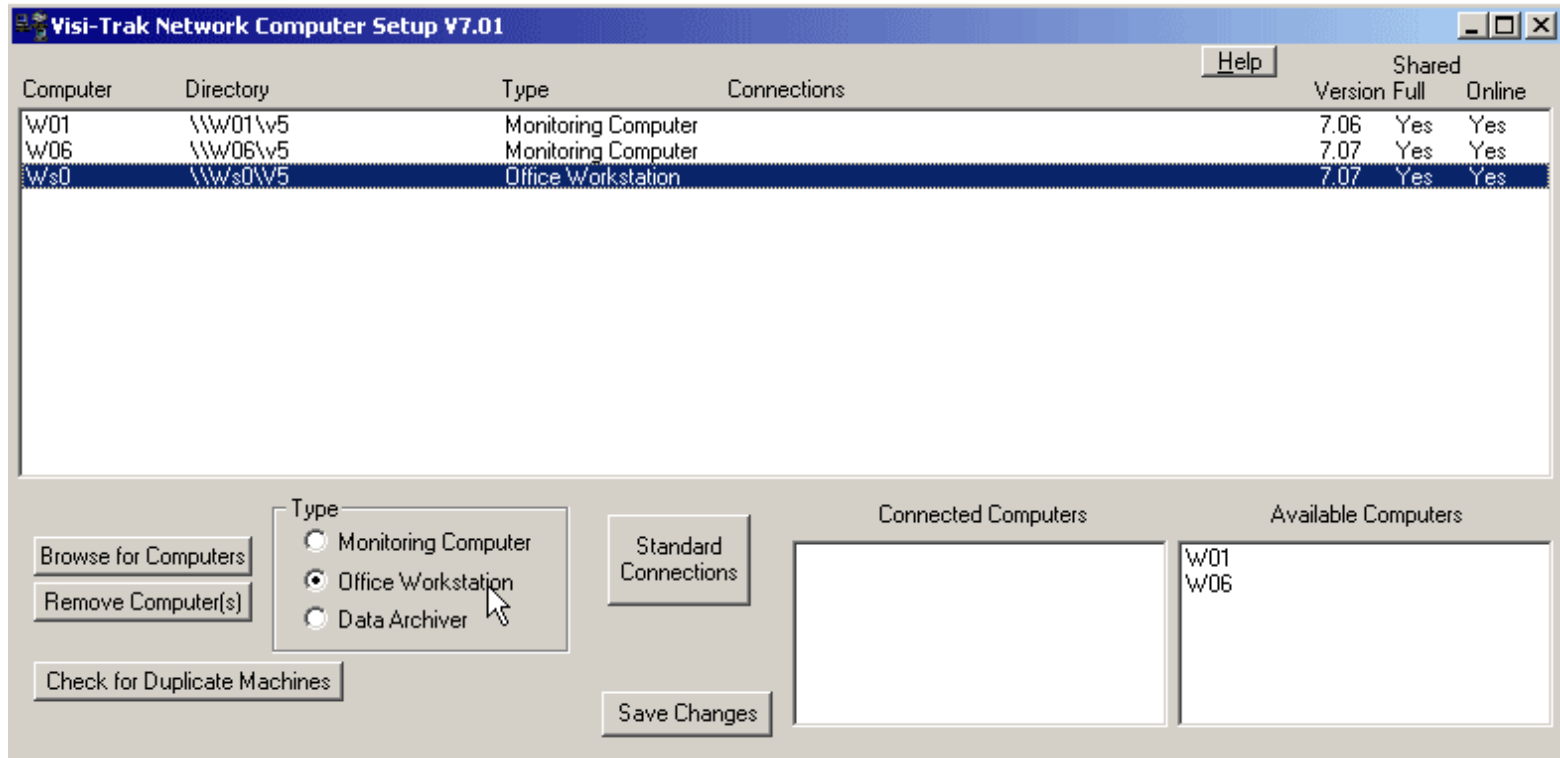 Visi-Trak Network Computer Setup V7.01
Help
Shared
Computer Directory Type Connections Version Full Online
W01 \\W01\v5 Monitoring Computer 7.06 Yes Yes
W06 \\W06\v5 Monitoring Computer 7.07 Yes Yes
Ws0 \\Ws0\V5 Office Workstation 7.07 Yes Yes
Type
Monitoring Computer
Office Workstation
Data Archiver
Browse for Computers
Remove Computer(s)
Check for Duplicate Machines
Standard
Connections
Save Changes
Connected Computers
Available Computers
W01
W06